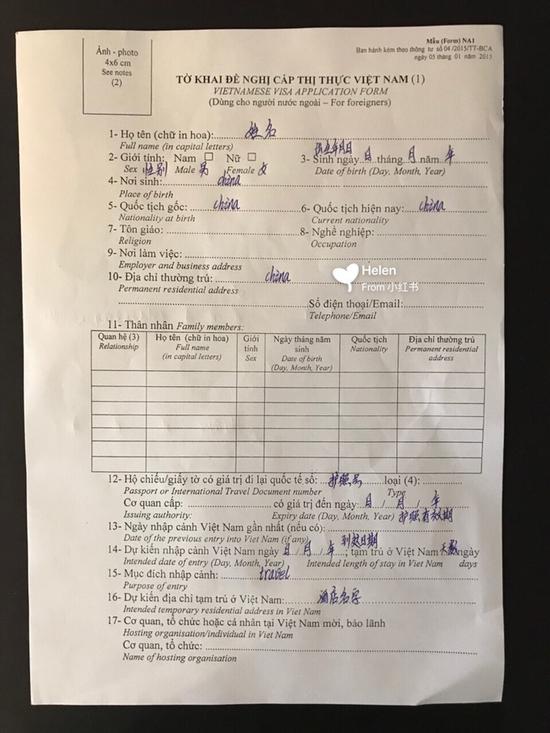 Mẫu (Form) NA1
Ban hành kèm theo thông tư số 04 /2015/TT-BCA
ngày 05 tháng 01 năm 2015
Ảnh - photo
4x6 cm
See notes
(2)
TỜ KHAI ĐỀ NGHỊ CẤP THỊ THỰC VIỆT NAM (1)
VIETNAMESE VISA APPLICATION FORM
(Dùng cho người nước ngoài – For foreigners)
1- Họ tên (chữ in hoa): 姓名
Full name (in capital letters)
2- Giới tính: Nam □ Nữ □ 3- Sinh ngày 日 tháng 月 năm 年
Sex 性别 Male 男 Female 女 Date of birth (Day, Month, Year)
4- Nơi sinh: china
Place of birth
5- Quốc tịch gốc: china 6- Quốc tịch hiện nay: china
Nationality at birth Current nationality
7- Tôn giáo: 8- Nghề nghiệp:
Religion Occupation
9- Nơi làm việc:
Employer and business address
10- Địa chỉ thường trú: china
Permanent residential address
Helen
From 小红书
Số điện thoại/Email:
Telephone/Email
11- Thân nhân Family members:
Quan hệ (3) Relationship
Họ tên (chữ in hoa) Full name (in capital letters)
Giới tính Sex
Ngày tháng năm sinh Date of birth (Day, Month, Year)
Quốc tịch Nationality
Địa chỉ thường trú Permanent residential address
12- Hộ chiếu/giấy tờ có giá trị đi lại quốc tế số: 护照号 loại (4):
Passport or International Travel Document number Type
Cơ quan cấp: có giá trị đến ngày 日 / 月 / 年
Issuing authority: Expiry date (Day, Month, Year) 护照有效期
13- Ngày nhập cảnh Việt Nam gần nhất (nếu có):
Date of the previous entry into Viet Nam (if any) 到达日期
14- Dự kiến nhập cảnh Việt Nam ngày 日 / 月 / 年; tạm trú ở Việt Nam 天数 ngày
Intended date of entry (Day, Month, Year) Intended length of stay in Viet Nam days
15- Mục đích nhập cảnh: travel
Purpose of entry
16- Dự kiến địa chỉ tạm trú ở Việt Nam: 酒店名字
Intended temporary residential address in Viet Nam
17- Cơ quan, tổ chức hoặc cá nhân tại Việt Nam mời, bảo lãnh
Hosting organisation/individual in Viet Nam
Cơ quan, tổ chức:
Name of hosting organisation